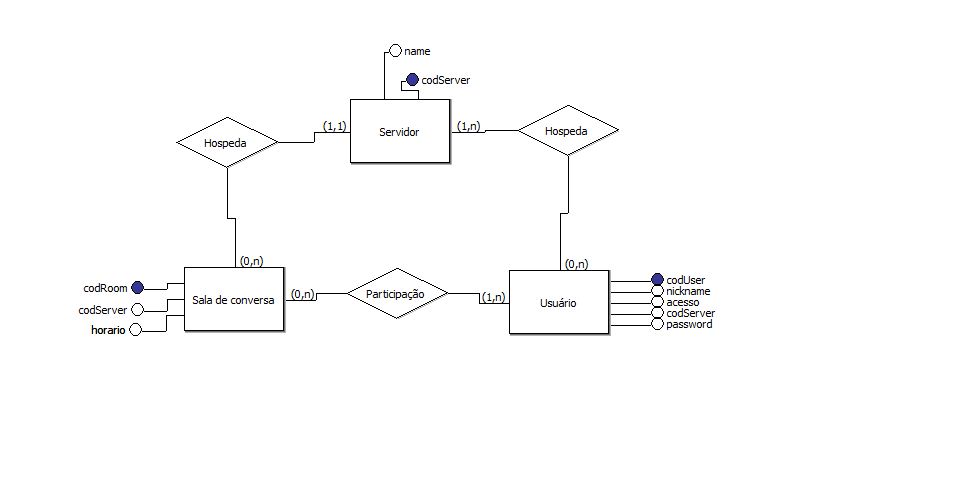 name
codServer
Servidor
(1,1)
(1,n)
Hospeda
Hospeda
(0,n)
(0,n)
codRoom
codServer
horario
Sala de conversa
(0,n)
Participação
(1,n)
Usuário
codUser
nickname
acesso
codServer
password